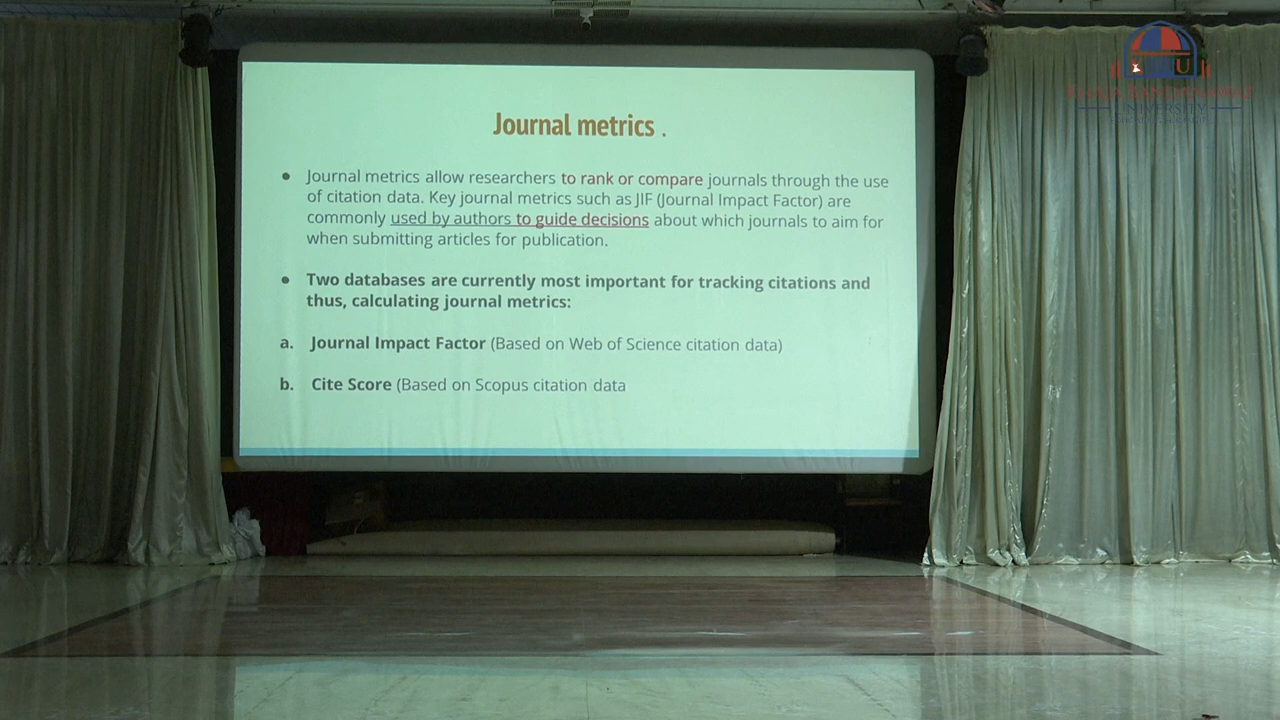 Journal metrics .
• Journal metrics allow researchers to rank or compare journals through the use
of citation data. Key journal metrics such as JIF (Journal Impact Factor) are
commonly used by authors to guide decisions about which journals to aim for
when submitting articles for publication.
• Two databases are currently most important for tracking citations and
thus, calculating journal metrics:
a. Journal Impact Factor (Based on Web of Science citation data)
b. Cite Score (Based on Scopus citation data
UNIVERSITY